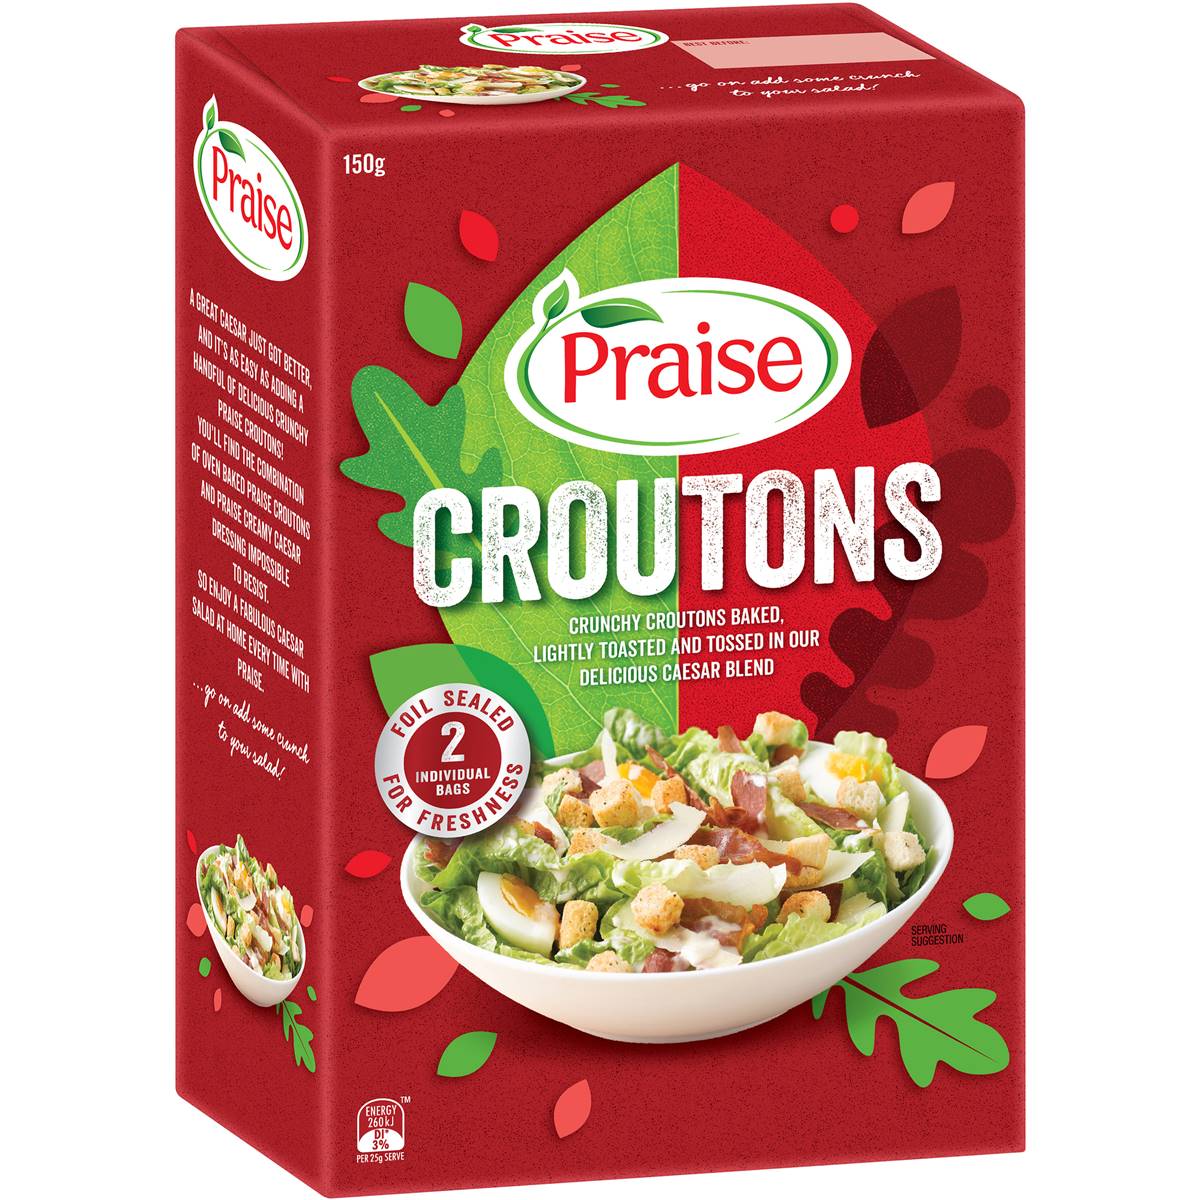 Praise
BEST BEFORE:
...go on add some crunch
to your salad!
150g
Praise
CROUTONS
CRUNCHY CROUTONS BAKED,
LIGHTLY TOASTED AND TOSSED IN OUR
DELICIOUS CAESAR BLEND
FOIL SEALED
2
INDIVIDUAL
BAGS
FOR FRESHNESS
SERVING
SUGGESTION
ENERGY
260kJ
DI*
3%
PER 25g SERVE
TM
Praise
A GREAT CAESAR JUST GOT BETTER,
AND IT'S AS EASY AS ADDING A
HANDFUL OF DELICIOUS CRUNCHY
PRAISE CROUTONS!
YOU'LL FIND THE COMBINATION
OF OVEN BAKED PRAISE CROUTONS
AND PRAISE CREAMY CAESAR
DRESSING IMPOSSIBLE
TO RESIST.
SO ENJOY A FABULOUS CAESAR
SALAD AT HOME EVERY TIME WITH
PRAISE.
...go on add some crunch
to your salad!